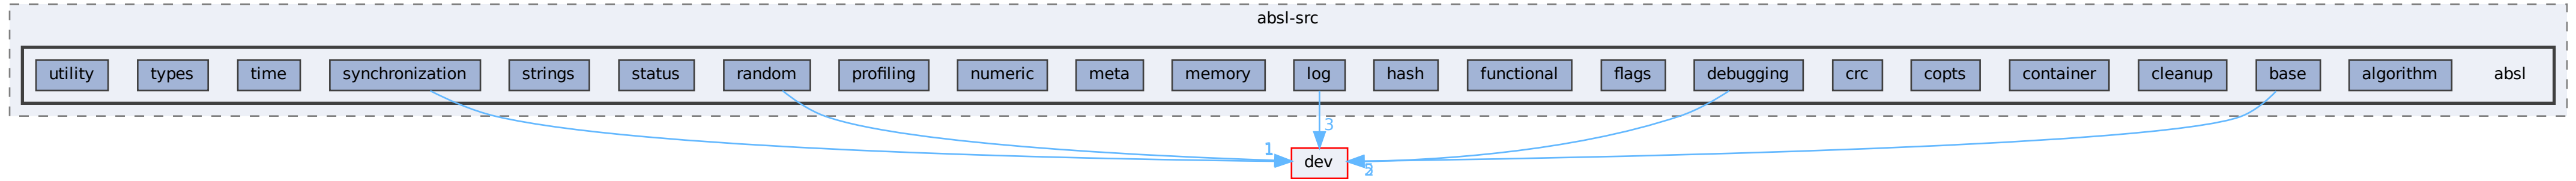 absl-src
utility types time synchronization strings status random profiling numeric meta memory log hash functional flags debugging crc copts container cleanup base algorithm absl
3
1
dev